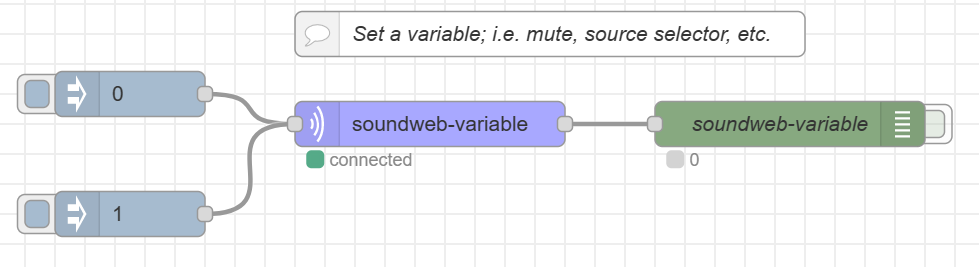 Set a variable; i.e. mute, source selector, etc.
0
soundweb-variable
connected
soundweb-variable
0
1